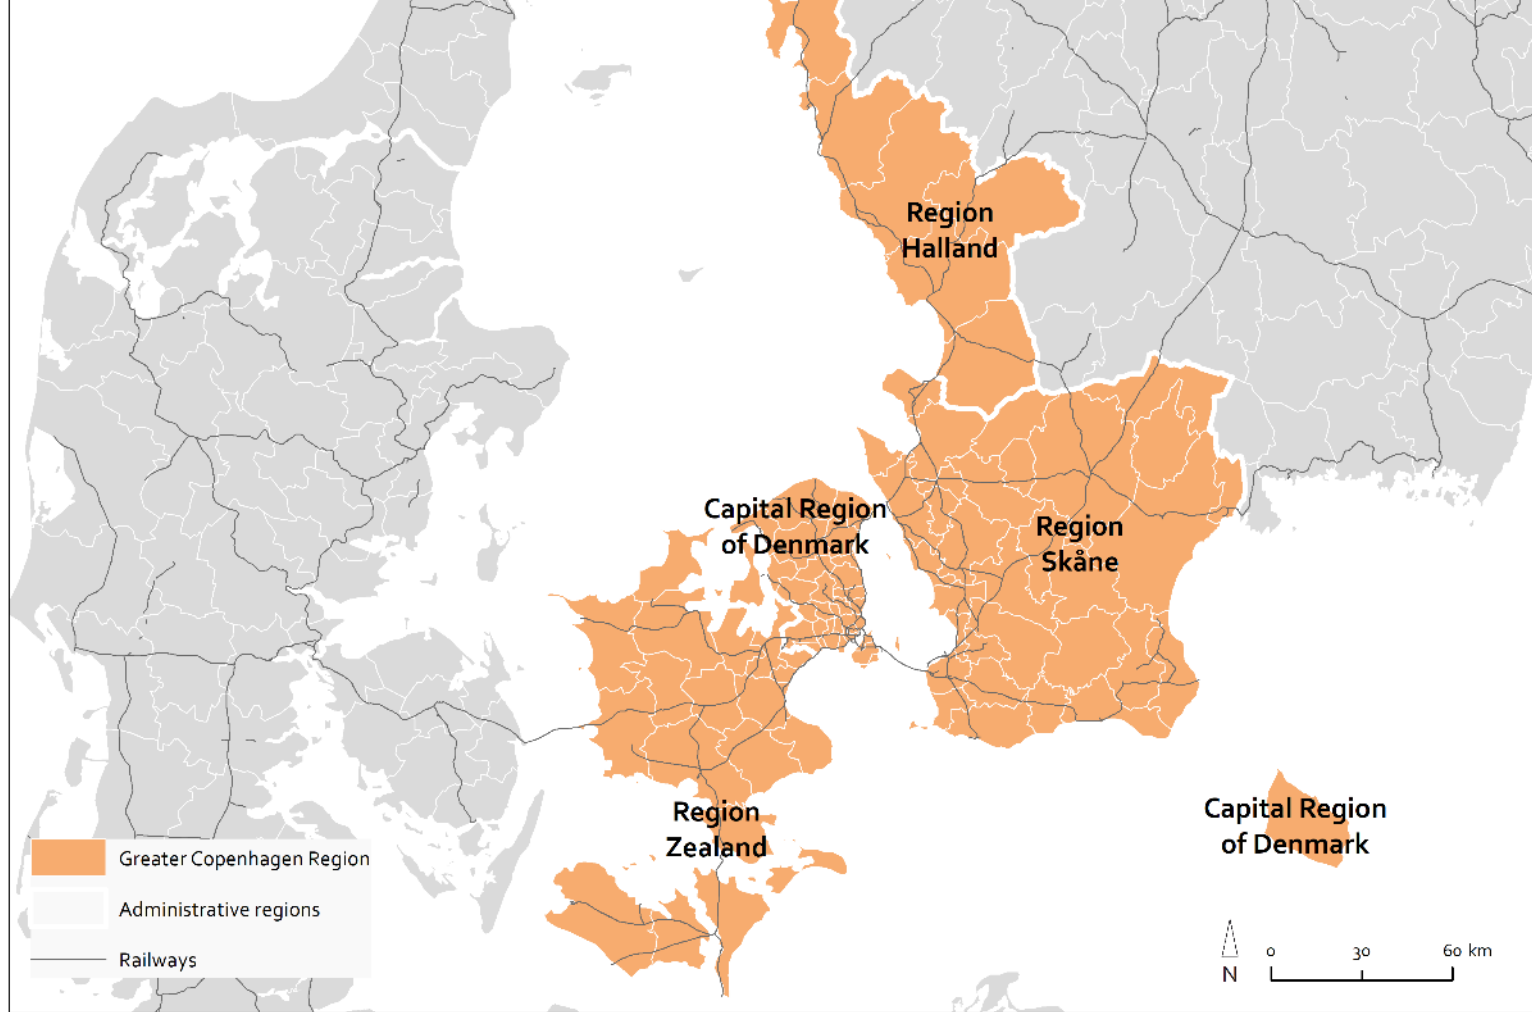 Region
Halland
Capital Region
of Denmark
Region
Skåne
Region
Zealand
Capital Region
of Denmark
Greater Copenhagen Region
Administrative regions
Railways
N
0 30 60 km